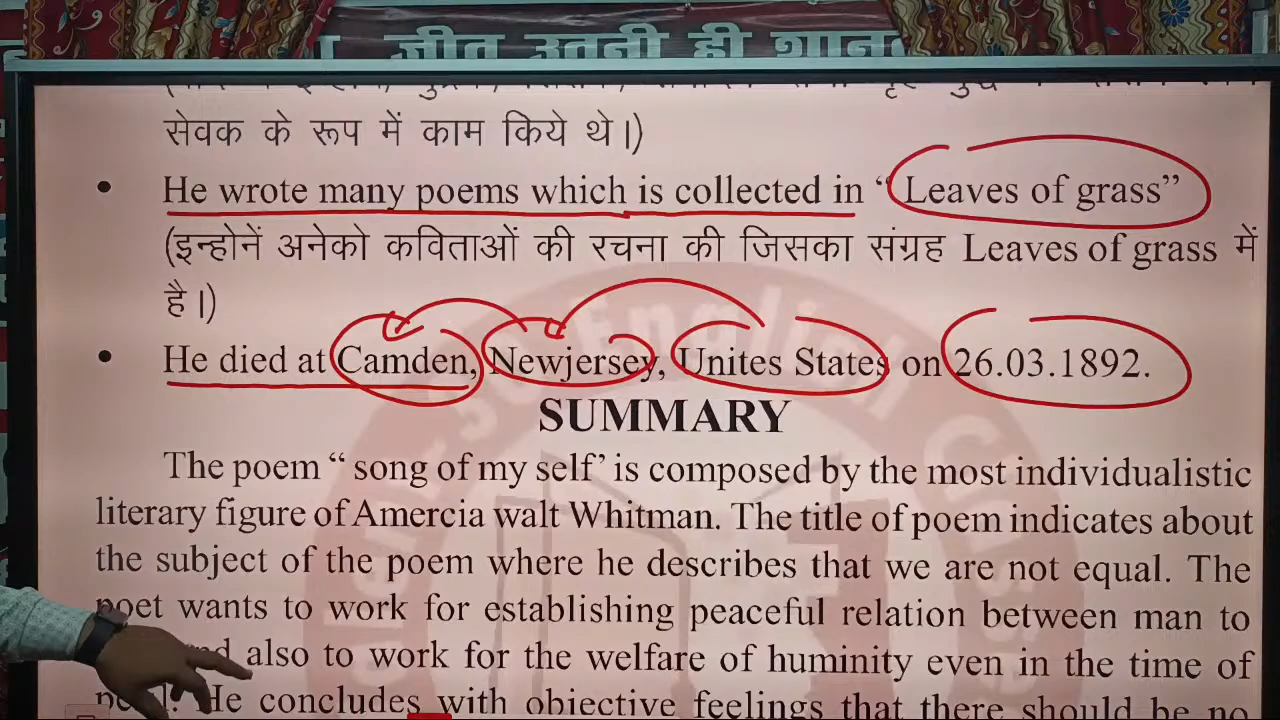 जीत उतनी ही शान
सेवक के रूप में काम किये थे।)
• He wrote many poems which is collected in “Leaves of grass”
(इन्होनें अनेको कविताओं की रचना की जिसका संग्रह Leaves of grass में
है।)
• He died at Camden, Newjersey, Unites States on 26.03.1892.
SUMMARY
The poem “ song of my self’ is composed by the most individualistic
literary figure of Amercia walt Whitman. The title of poem indicates about
the subject of the poem where he describes that we are not equal. The
poet wants to work for establishing peaceful relation between man to
also to work for the welfare of huminity even in the time of
He concludes with objective feelings that there should be no